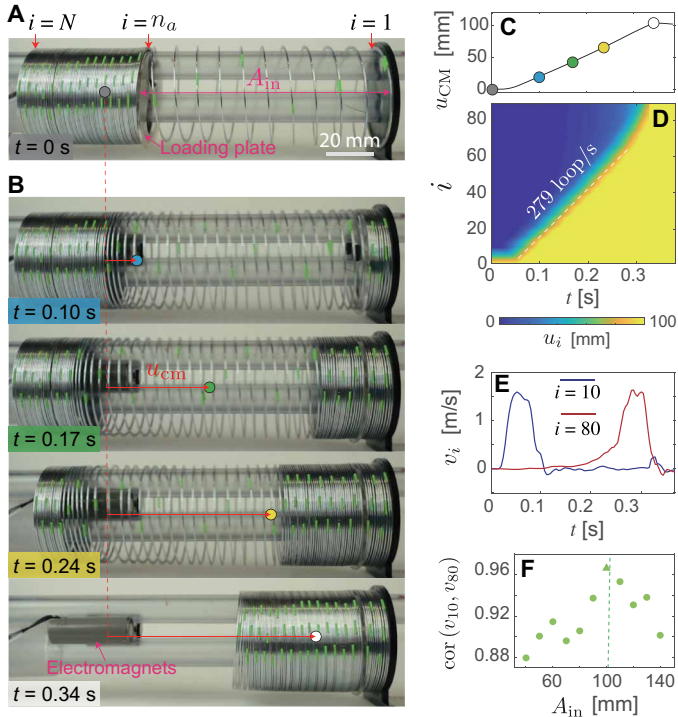 A
i = N
i = nₐ
i = 1
A_in
20 mm
Loading plate
t = 0 s
B
t = 0.10 s
u_cm
t = 0.17 s
t = 0.24 s
Electromagnets
t = 0.34 s
C
u_CM [mm]
100
50
0
D
i
80
60
40
20
0
279 loop/s
0 0.1 0.2 0.3
t [s]
0 100
u_i [mm]
E
v_i [m/s]
2
1
0
i = 10
i = 80
0 0.1 0.2 0.3
t [s]
F
cor (v₁₀, v₈₀)
0.96
0.92
0.88
60 100 140
A_in [mm]